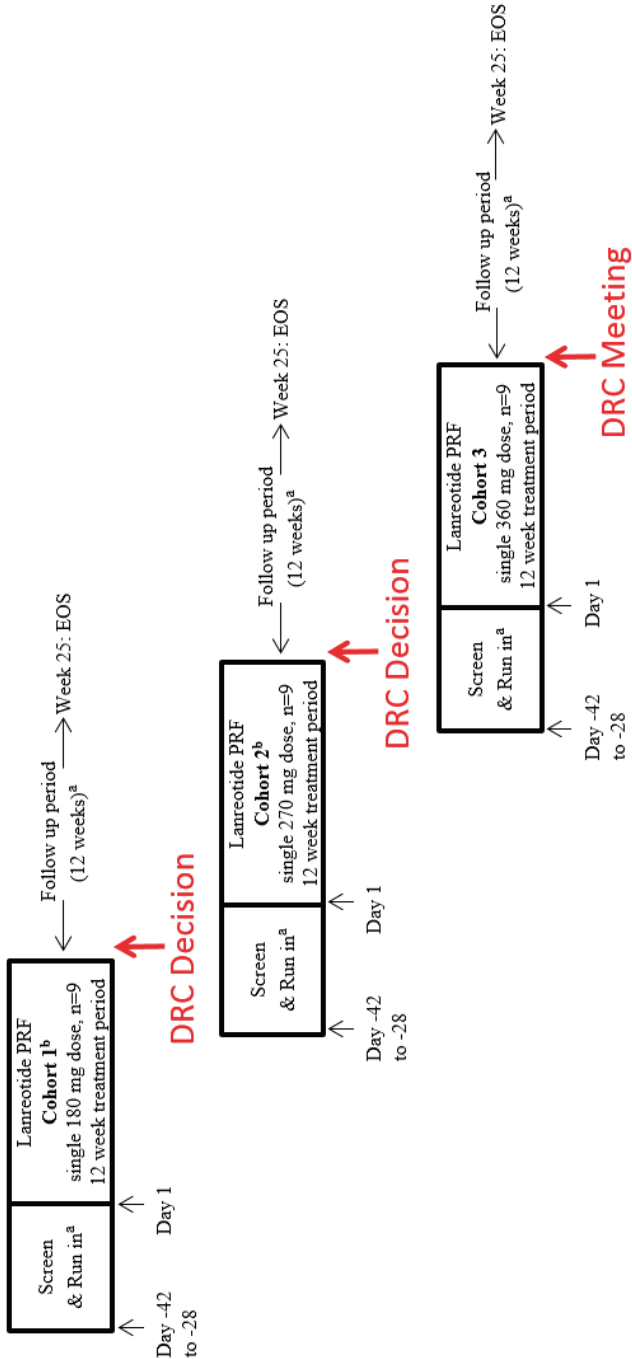 Screen
& Run inᵃ
Lanreotide PRF
Cohort 1ᵇ
single 180 mg dose, n=9
12 week treatment period
Follow up period
(12 weeks)ᵃ
Week 25: EOS
Day -42
to -28
Day 1
DRC Decision
Screen
& Run inᵃ
Lanreotide PRF
Cohort 2ᵇ
single 270 mg dose, n=9
12 week treatment period
Follow up period
(12 weeks)ᵃ
Week 25: EOS
Day -42
to -28
Day 1
DRC Decision
Screen
& Run inᵃ
Lanreotide PRF
Cohort 3
single 360 mg dose, n=9
12 week treatment period
Follow up period
(12 weeks)ᵃ
Week 25: EOS
Day -42
to -28
Day 1
DRC Meeting